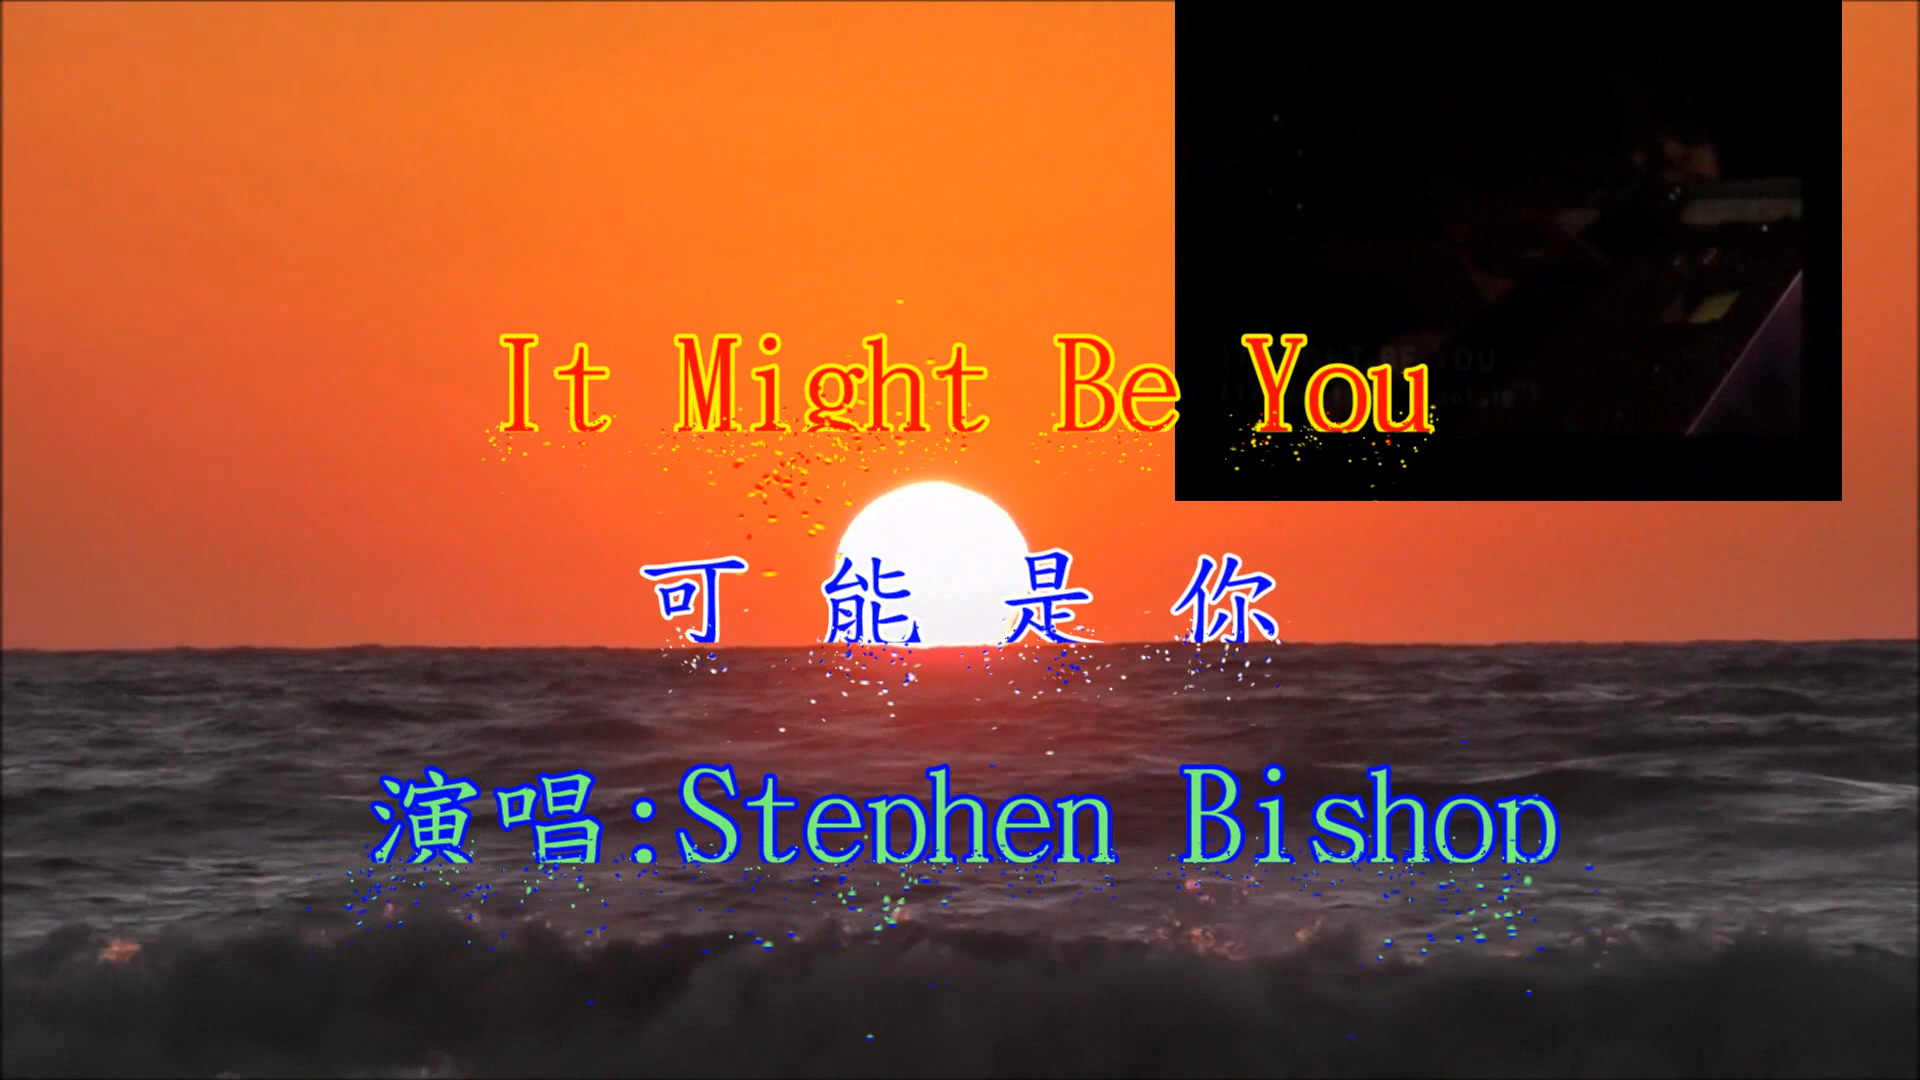 It Might Be You
可能是你
演唱:Stephen Bishop